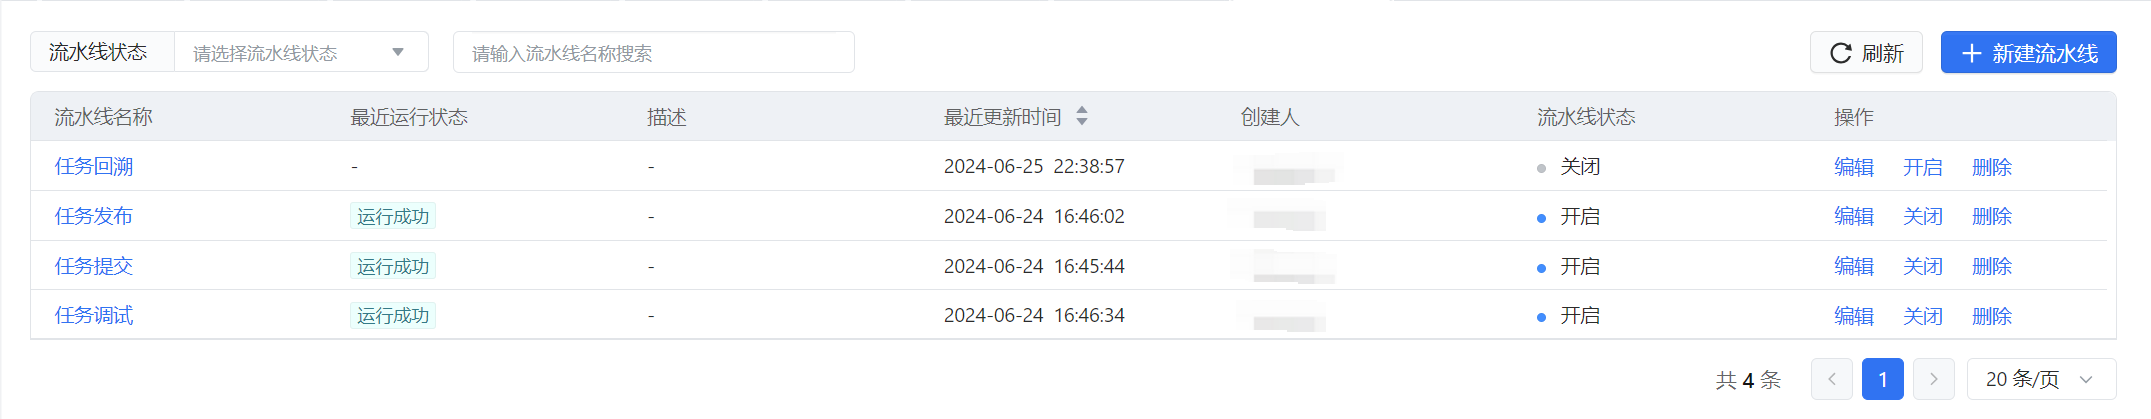 流水线状态 请选择流水线状态 请输入流水线名称搜索 刷新 新建流水线
流水线名称 最近运行状态 描述 最近更新时间 创建人 流水线状态 操作
任务回溯 - - 2024-06-25 22:38:57 关闭 编辑 开启 删除
任务发布 运行成功 - 2024-06-24 16:46:02 开启 编辑 关闭 删除
任务提交 运行成功 - 2024-06-24 16:45:44 开启 编辑 关闭 删除
任务调试 运行成功 - 2024-06-24 16:46:34 开启 编辑 关闭 删除
共 4 条 1 20 条/页